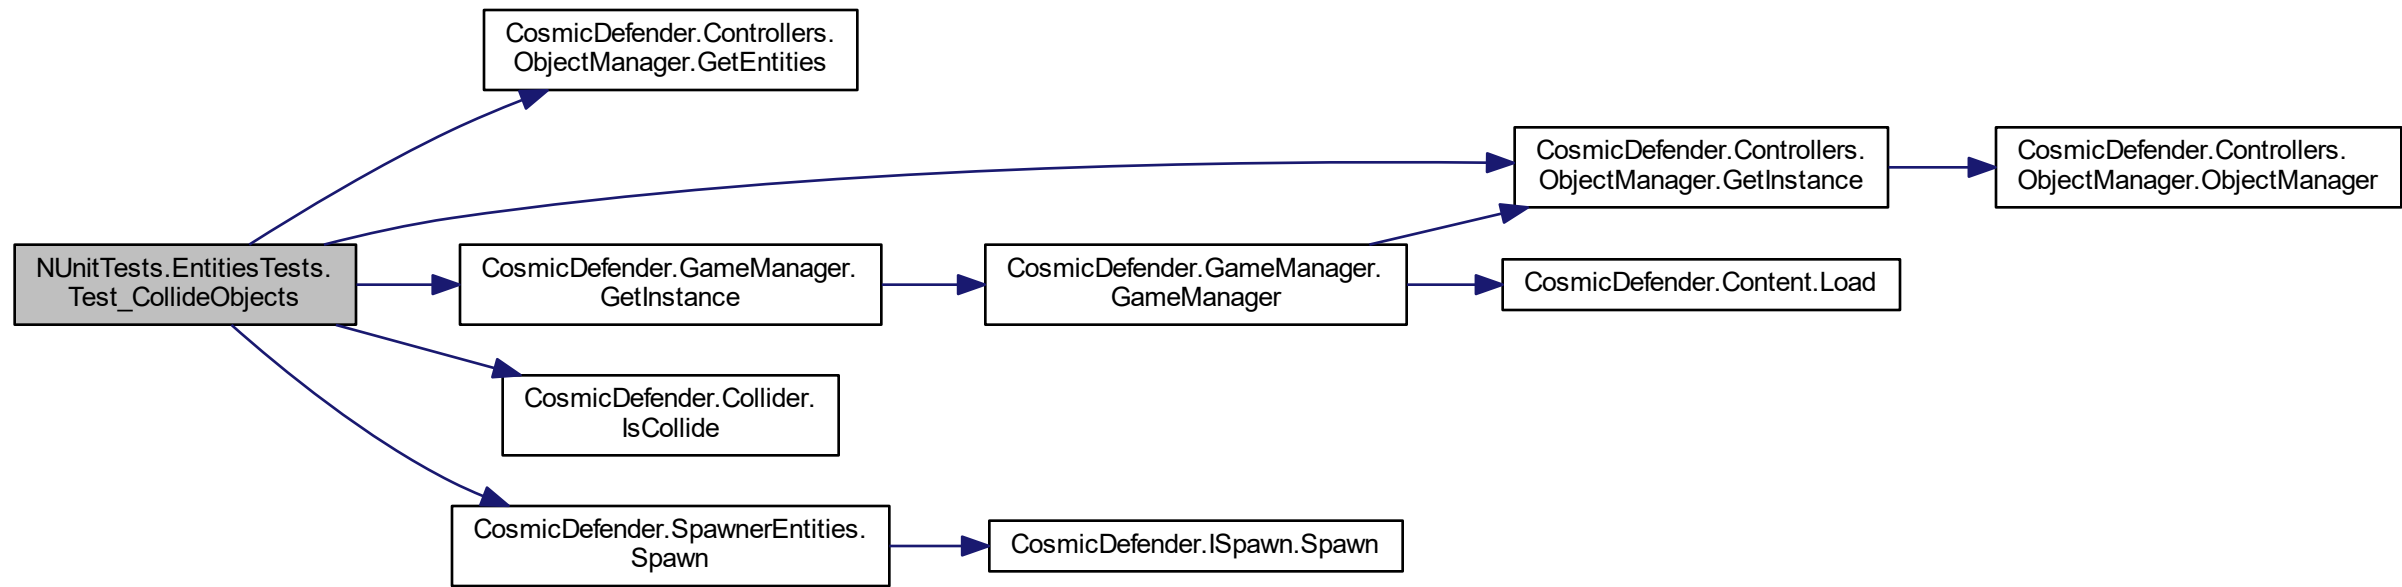 CosmicDefender.Controllers.
ObjectManager.GetEntities
CosmicDefender.Controllers.
ObjectManager.GetInstance
CosmicDefender.Controllers.
ObjectManager.ObjectManager
NUnitTests.EntitiesTests.
Test_CollideObjects
CosmicDefender.GameManager.
GetInstance
CosmicDefender.GameManager.
GameManager
CosmicDefender.Content.Load
CosmicDefender.Collider.
IsCollide
CosmicDefender.SpawnerEntities.
Spawn
CosmicDefender.ISpawn.Spawn